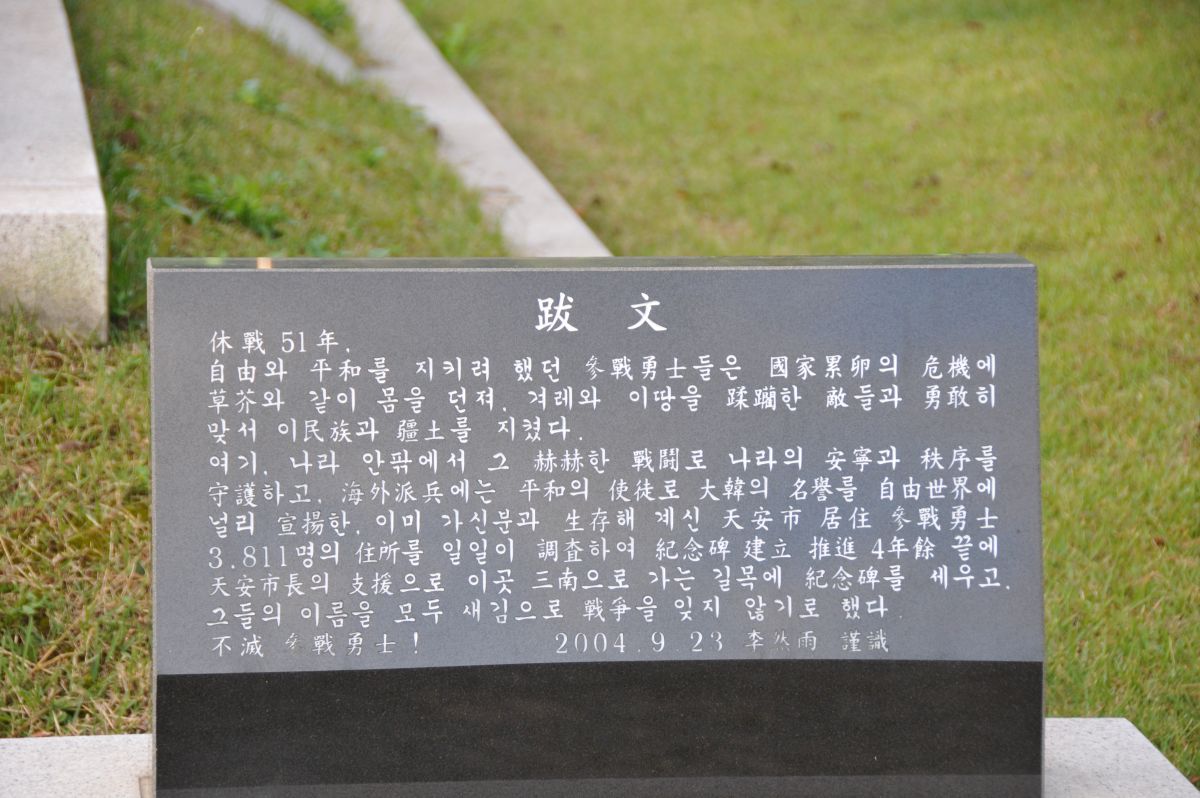 跋 文
休戰 51年.
自由와 平和를 지키려 했던 參戰勇士들은 國家累卵의 危機에
草芥와 같이 몸을 던져. 겨레와 이땅을 蹂躪한 敵들과 勇敢히
맞서 이民族과 疆土를 지켰다.
여기. 나라 안팎에서 그 赫赫한 戰鬪로 나라의 安寧과 秩序를
守護하고. 海外派兵에는 平和의 使徒로 大韓의 名譽를 自由世界에
널리 宣揚한. 이미 가신분과 生存해 계신 天安市 居住 參戰勇士
3.811명의 住所를 일일이 調査하여 紀念碑 建立 推進 4年餘 끝에
天安市長의 支援으로 이곳 三南으로 가는 길목에 紀念碑를 세우고.
그들의 이름을 모두 새김으로 戰爭을 잊지 않기로 했다.
不滅 參戰勇士!  2004.9.23 李然雨 謹識